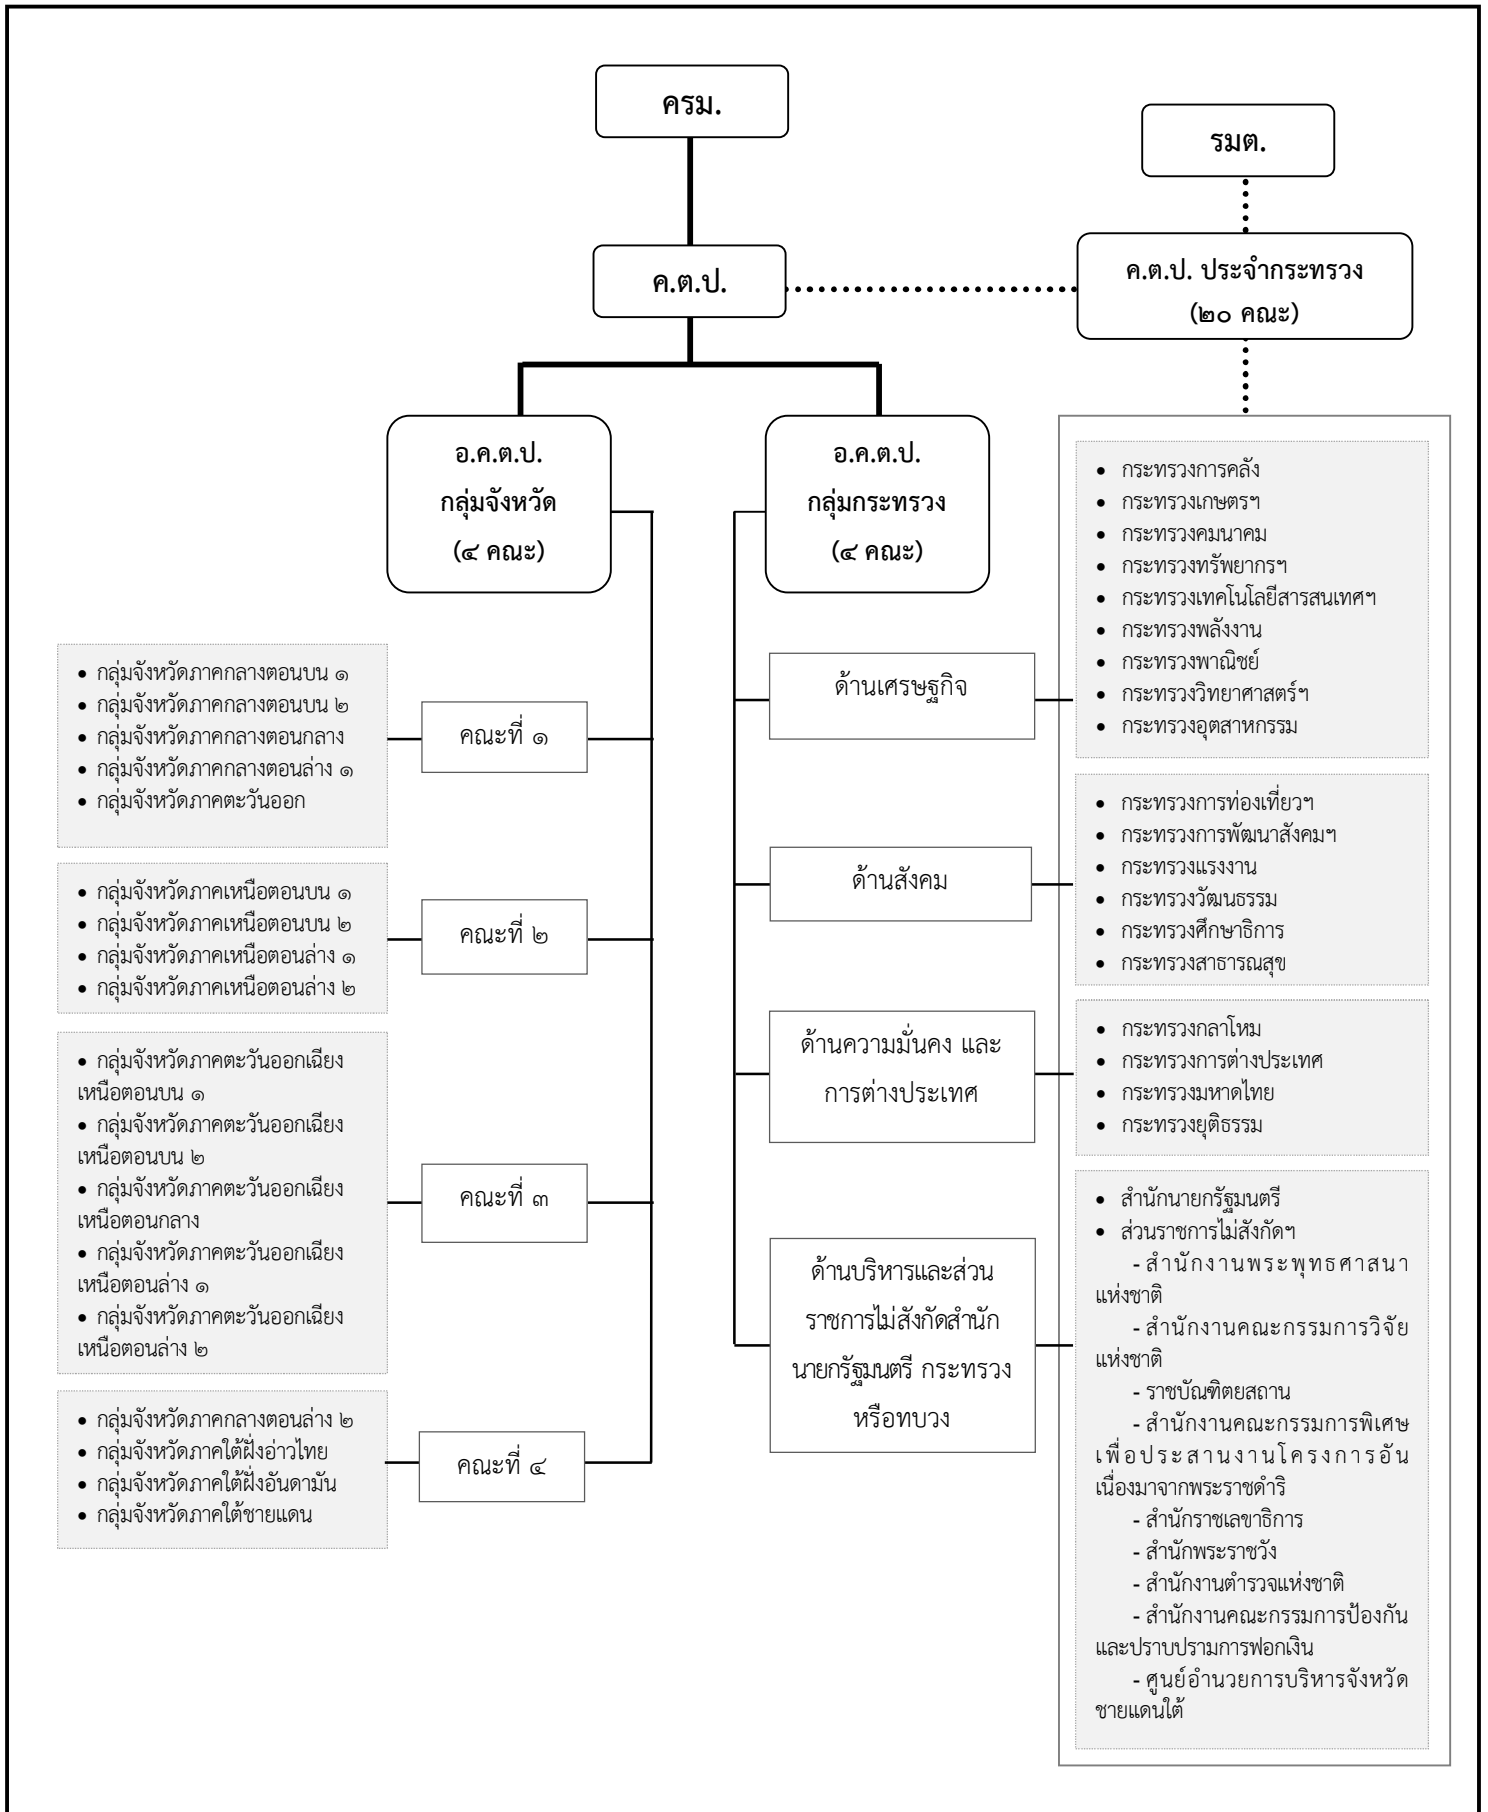 ครม.
รมต.
ค.ต.ป.
ค.ต.ป. ประจำกระทรวง
(๒๐ คณะ)
อ.ค.ต.ป.
กลุ่มจังหวัด
(๔ คณะ)
อ.ค.ต.ป.
กลุ่มกระทรวง
(๔ คณะ)
• กลุ่มจังหวัดภาคกลางตอนบน ๑
• กลุ่มจังหวัดภาคกลางตอนบน ๒
• กลุ่มจังหวัดภาคกลางตอนกลาง
• กลุ่มจังหวัดภาคกลางตอนล่าง ๑
• กลุ่มจังหวัดภาคตะวันออก
คณะที่ ๑
• กลุ่มจังหวัดภาคเหนือตอนบน ๑
• กลุ่มจังหวัดภาคเหนือตอนบน ๒
• กลุ่มจังหวัดภาคเหนือตอนล่าง ๑
• กลุ่มจังหวัดภาคเหนือตอนล่าง ๒
คณะที่ ๒
• กลุ่มจังหวัดภาคตะวันออกเฉียง
เหนือตอนบน ๑
• กลุ่มจังหวัดภาคตะวันออกเฉียง
เหนือตอนบน ๒
• กลุ่มจังหวัดภาคตะวันออกเฉียง
เหนือตอนกลาง
• กลุ่มจังหวัดภาคตะวันออกเฉียง
เหนือตอนล่าง ๑
• กลุ่มจังหวัดภาคตะวันออกเฉียง
เหนือตอนล่าง ๒
คณะที่ ๓
• กลุ่มจังหวัดภาคกลางตอนล่าง ๒
• กลุ่มจังหวัดภาคใต้ฝั่งอ่าวไทย
• กลุ่มจังหวัดภาคใต้ฝั่งอันดามัน
• กลุ่มจังหวัดภาคใต้ชายแดน
คณะที่ ๔
ด้านเศรษฐกิจ
• กระทรวงการคลัง
• กระทรวงเกษตรฯ
• กระทรวงคมนาคม
• กระทรวงทรัพยากรฯ
• กระทรวงเทคโนโลยีสารสนเทศฯ
• กระทรวงพลังงาน
• กระทรวงพาณิชย์
• กระทรวงวิทยาศาสตร์ฯ
• กระทรวงอุตสาหกรรม
ด้านสังคม
• กระทรวงการท่องเที่ยวฯ
• กระทรวงการพัฒนาสังคมฯ
• กระทรวงแรงงาน
• กระทรวงวัฒนธรรม
• กระทรวงศึกษาธิการ
• กระทรวงสาธารณสุข
ด้านความมั่นคง และ
การต่างประเทศ
• กระทรวงกลาโหม
• กระทรวงการต่างประเทศ
• กระทรวงมหาดไทย
• กระทรวงยุติธรรม
ด้านบริหารและส่วน
ราชการไม่สังกัดสำนัก
นายกรัฐมนตรี กระทรวง
หรือทบวง
• สำนักนายกรัฐมนตรี
• ส่วนราชการไม่สังกัดฯ
- สำนักงานพระพุทธศาสนา
แห่งชาติ
- สำนักงานคณะกรรมการวิจัย
แห่งชาติ
- ราชบัณฑิตยสถาน
- สำนักงานคณะกรรมการพิเศษ
เพื่อประสานงานโครงการอัน
เนื่องมาจากพระราชดำริ
- สำนักราชเลขาธิการ
- สำนักพระราชวัง
- สำนักงานตำรวจแห่งชาติ
- สำนักงานคณะกรรมการป้องกัน
และปราบปรามการฟอกเงิน
- ศูนย์อำนวยการบริหารจังหวัด
ชายแดนใต้